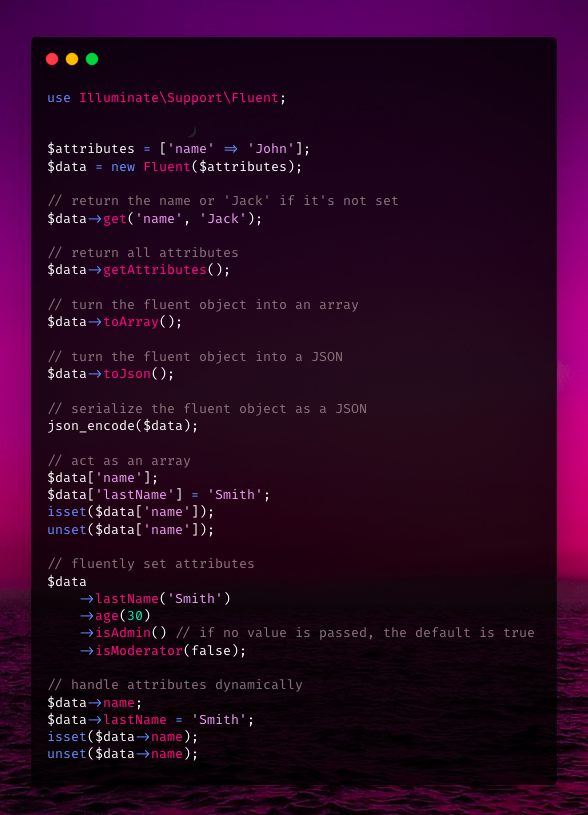 use Illuminate\Support\Fluent;
$attributes = ['name' => 'John'];
$data = new Fluent($attributes);
// return the name or 'Jack' if it's not set
$data->get('name', 'Jack');
// return all attributes
$data->getAttributes();
// turn the fluent object into an array
$data->toArray();
// turn the fluent object into a JSON
$data->toJson();
// serialize the fluent object as a JSON
json_encode($data);
// act as an array
$data['name'];
$data['lastName'] = 'Smith';
isset($data['name']);
unset($data['name']);
// fluently set attributes
$data
    ->lastName('Smith')
    ->age(30)
    ->isAdmin() // if no value is passed, the default is true
    ->isModerator(false);
// handle attributes dynamically
$data->name;
$data->lastName = 'Smith';
isset($data->name);
unset($data->name);